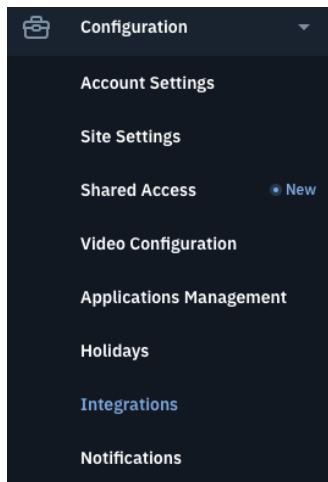 Configuration
Account Settings
Site Settings
Shared Access New
Video Configuration
Applications Management
Holidays
Integrations
Notifications